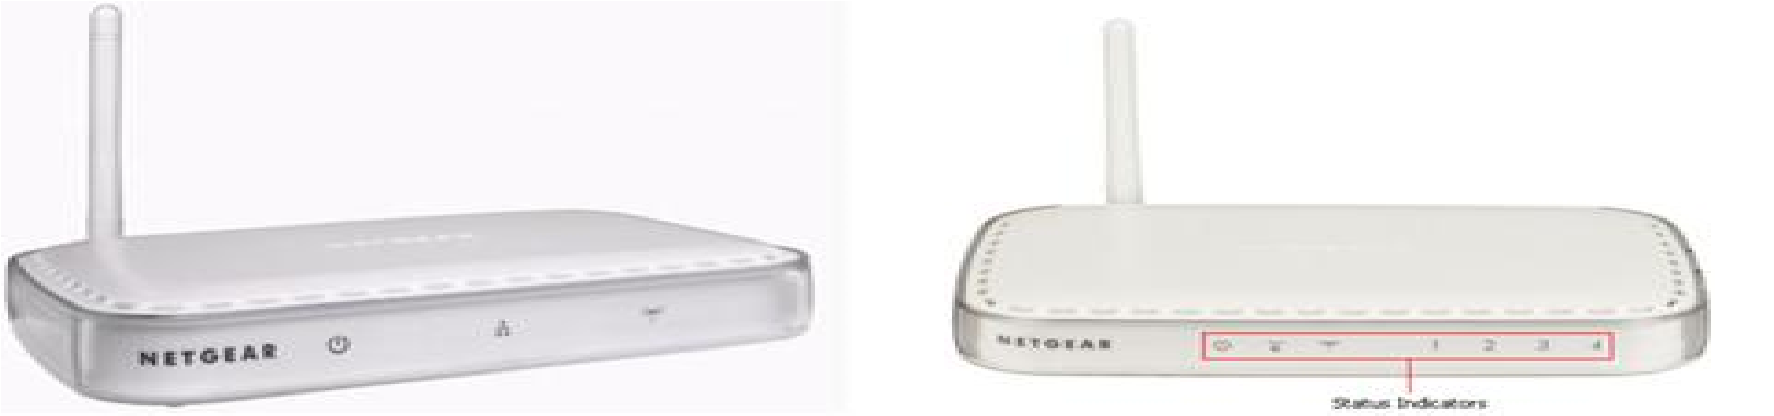 NETGEAR
NETGEAR 1 2 3 4
Status Indicators